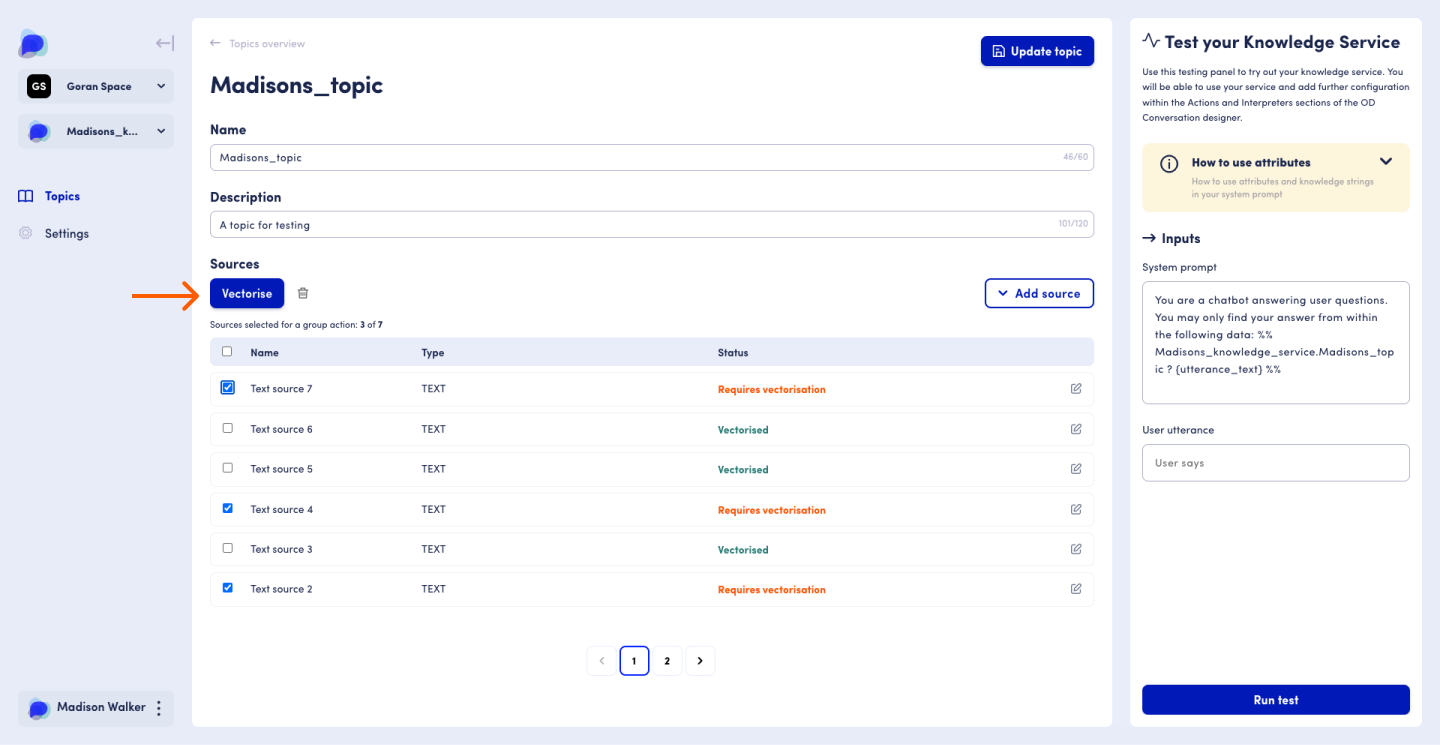 GS Goran Space
Madisons_k...
Topics
Settings
Madison Walker
Topics overview
Update topic
Madisons_topic
Name
Madisons_topic 46/60
Description
A topic for testing 101/120
Sources
Vectorise
Add source
Sources selected for a group action: 3 of 7
Name Type Status
Text source 7 TEXT Requires vectorisation
Text source 6 TEXT Vectorised
Text source 5 TEXT Vectorised
Text source 4 TEXT Requires vectorisation
Text source 3 TEXT Vectorised
Text source 2 TEXT Requires vectorisation
1 2
Test your Knowledge Service
Use this testing panel to try out your knowledge service. You
will be able to use your service and add further configuration
within the Actions and Interpreters sections of the OD
Conversation designer.
How to use attributes
How to use attributes and knowledge strings
in your system prompt
Inputs
System prompt
You are a chatbot answering user questions.
You may only find your answer from within
the following data: %%
Madisons_knowledge_service.Madisons_top
ic ? {utterance_text} %%
User utterance
User says
Run test